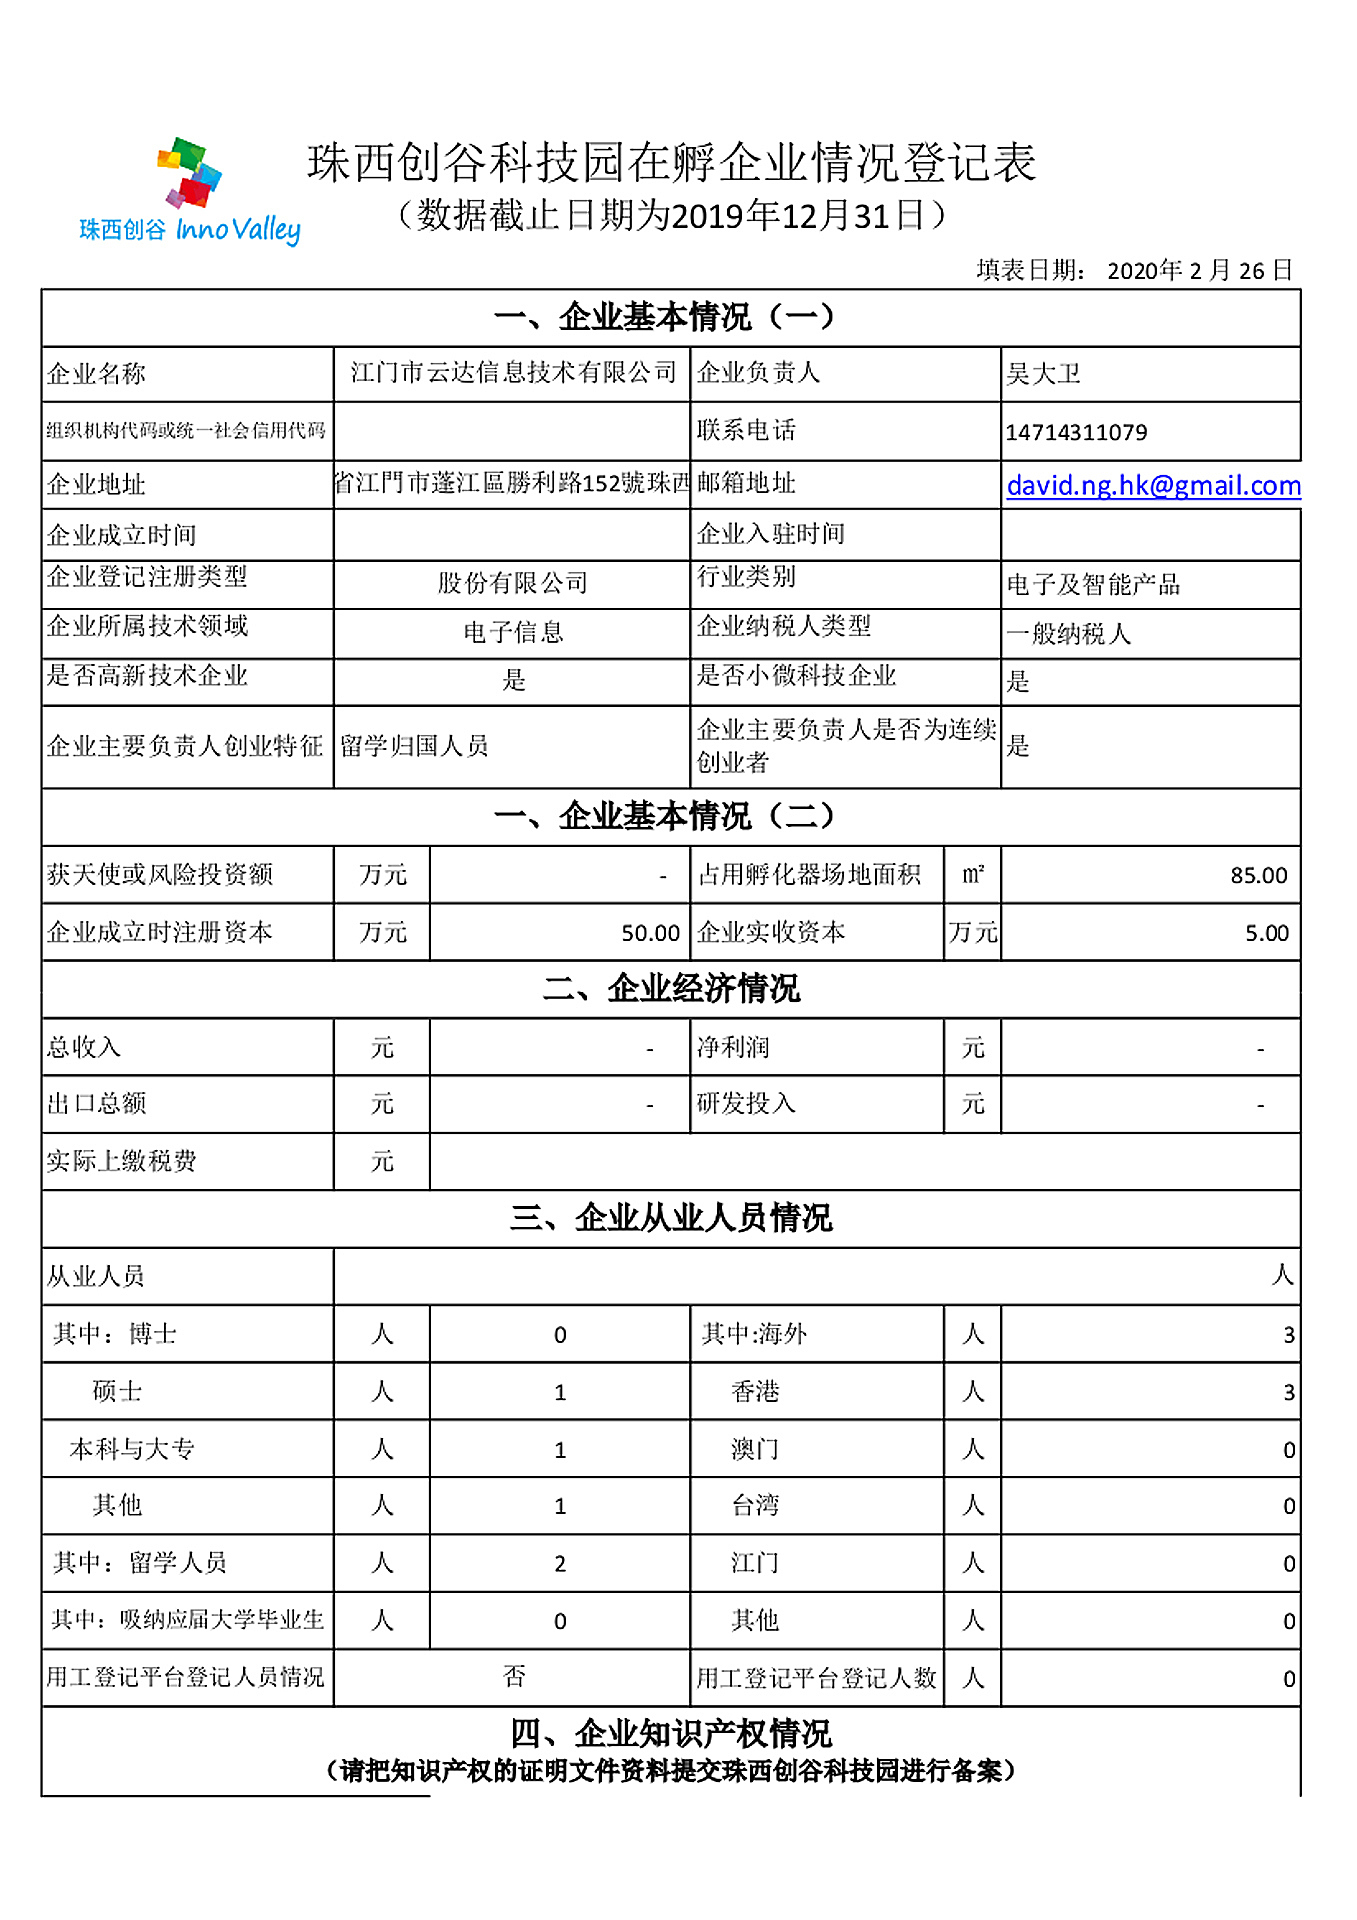 珠西创谷 Inno Valley
珠西创谷科技园在孵企业情况登记表
（数据截止日期为2019年12月31日）
填表日期： 2020年 2 月 26 日
一、企业基本情况（一）
企业名称 江门市云达信息技术有限公司 企业负责人 吴大卫
组织机构代码或统一社会信用代码 联系电话 14714311079
企业地址 省江門市蓬江區勝利路152號珠西 邮箱地址 david.ng.hk@gmail.com
企业成立时间 企业入驻时间
企业登记注册类型 股份有限公司 行业类别 电子及智能产品
企业所属技术领域 电子信息 企业纳税人类型 一般纳税人
是否高新技术企业 是 是否小微科技企业 是
企业主要负责人创业特征 留学归国人员 企业主要负责人是否为连续
创业者 是
一、企业基本情况（二）
获天使或风险投资额 万元 - 占用孵化器场地面积 ㎡ 85.00
企业成立时注册资本 万元 50.00 企业实收资本 万元 5.00
二、企业经济情况
总收入 元 - 净利润 元 -
出口总额 元 - 研发投入 元 -
实际上缴税费 元
三、企业从业人员情况
从业人员 人
其中：博士 人 0 其中:海外 人 3
硕士 人 1 香港 人 3
本科与大专 人 1 澳门 人 0
其他 人 1 台湾 人 0
其中：留学人员 人 2 江门 人 0
其中：吸纳应届大学毕业生 人 0 其他 人 0
用工登记平台登记人员情况 否 用工登记平台登记人数 人 0
四、企业知识产权情况
（请把知识产权的证明文件资料提交珠西创谷科技园进行备案）